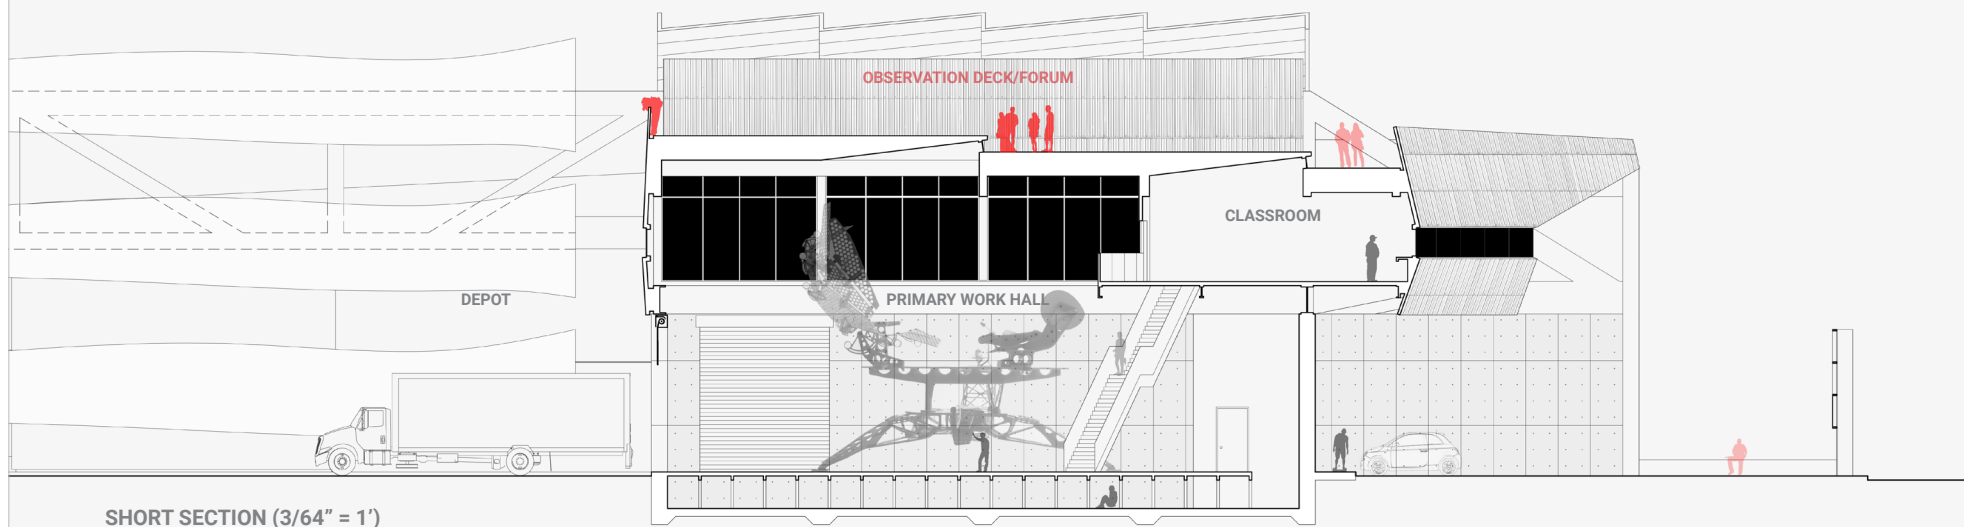 OBSERVATION DECK/FORUM
CLASSROOM
DEPOT
PRIMARY WORK HALL
SHORT SECTION (3/64” = 1’)